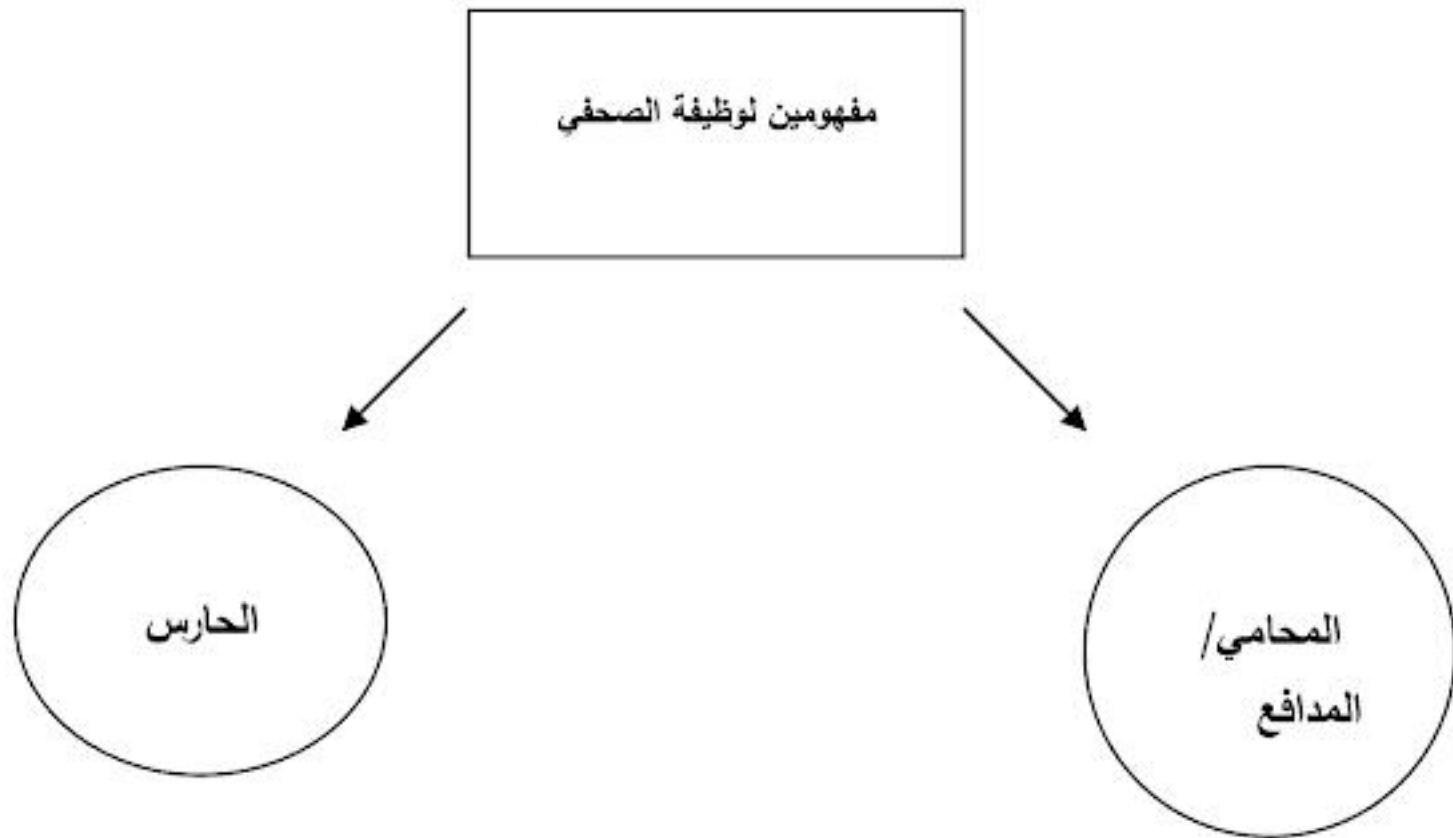 مفهومين لوظيفة الصحفي
المحامي/
المدافع
الحارس